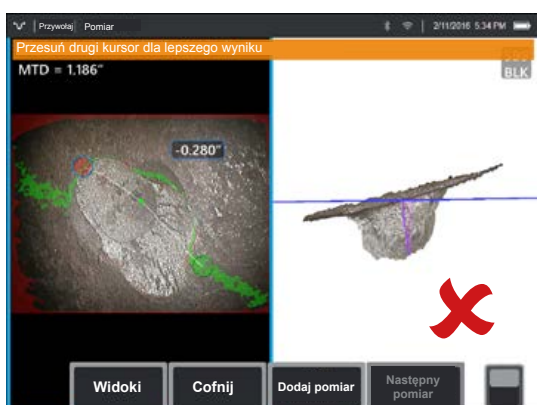 Przywołaj Pomiar 2/11/2016 5:34 PM
Przesuń drugi kursor dla lepszego wyniku
MTD = 1.186"
BLK
-0.280"
Widoki Cofnij Dodaj pomiar Następny
pomiar